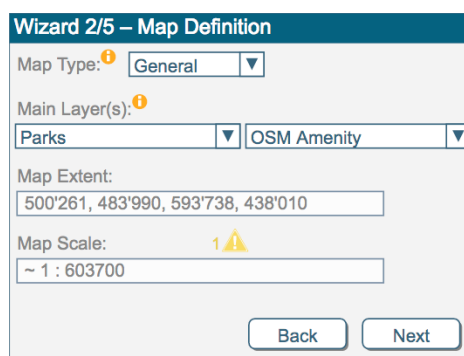 Wizard 2/5 – Map Definition
Map Type: General
Main Layer(s):
Parks OSM Amenity
Map Extent:
500'261, 483'990, 593'738, 438'010
Map Scale: 1
~ 1 : 603700
Back Next